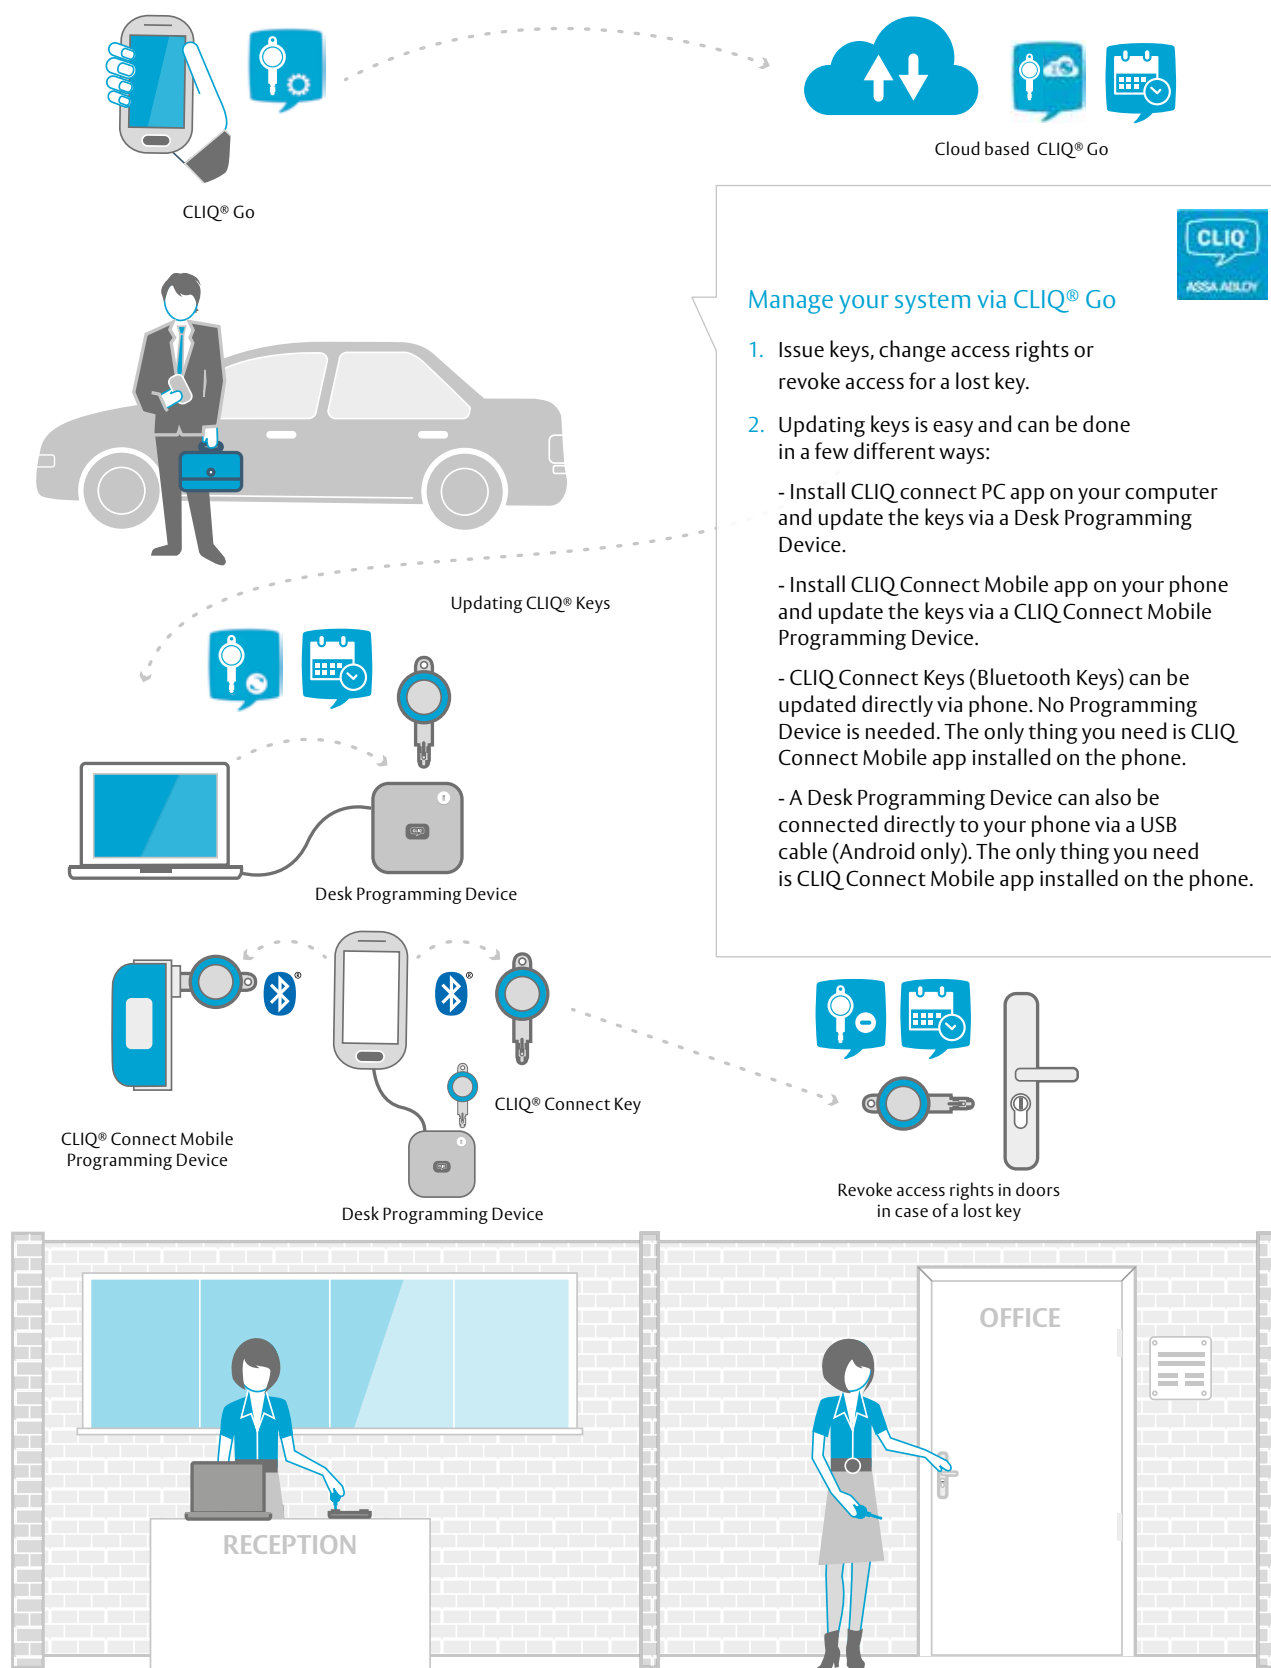 Cloud based CLIQ® Go
CLIQ® Go
CLIQ®
ASSA ABLOY
Manage your system via CLIQ® Go
1. Issue keys, change access rights or
revoke access for a lost key.
2. Updating keys is easy and can be done
in a few different ways:
- Install CLIQ connect PC app on your computer
and update the keys via a Desk Programming
Device.
- Install CLIQ Connect Mobile app on your phone
and update the keys via a CLIQ Connect Mobile
Programming Device.
- CLIQ Connect Keys (Bluetooth Keys) can be
updated directly via phone. No Programming
Device is needed. The only thing you need is CLIQ
Connect Mobile app installed on the phone.
- A Desk Programming Device can also be
connected directly to your phone via a USB
cable (Android only). The only thing you need
is CLIQ Connect Mobile app installed on the phone.
Updating CLIQ® Keys
CLIQ
Desk Programming Device
®
®
CLIQ® Connect Key
CLIQ® Connect Mobile
Programming Device
Desk Programming Device
Revoke access rights in doors
in case of a lost key
OFFICE
RECEPTION